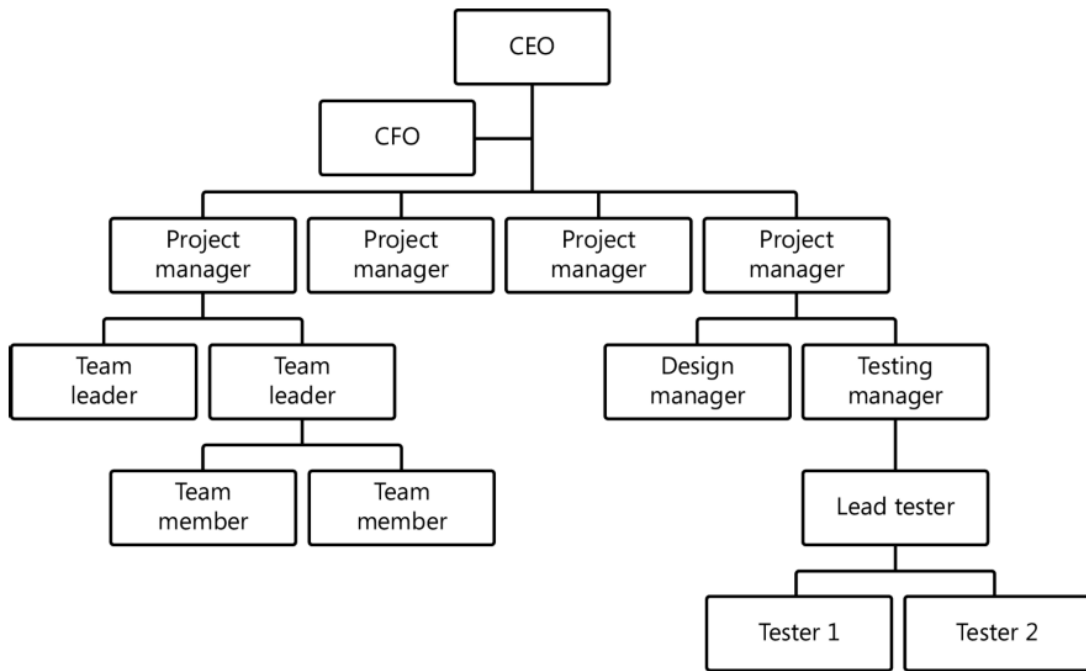 CEO
CFO
Project
manager
Project
manager
Project
manager
Project
manager
Team
leader
Team
leader
Design
manager
Testing
manager
Team
member
Team
member
Lead tester
Tester 1
Tester 2